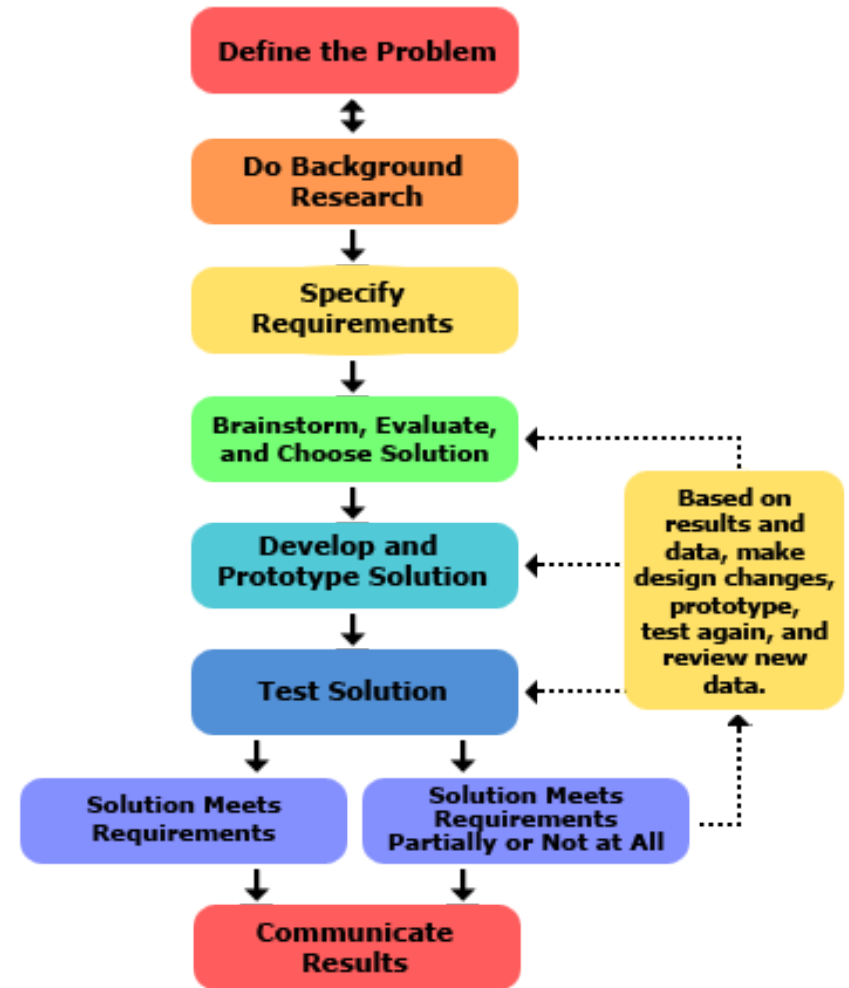 Define the Problem
Do Background
Research
Specify
Requirements
Brainstorm, Evaluate,
and Choose Solution
Develop and
Prototype Solution
Test Solution
Based on
results and
data, make
design changes,
prototype,
test again, and
review new
data.
Solution Meets
Requirements
Solution Meets
Requirements
Partially or Not at All
Communicate
Results